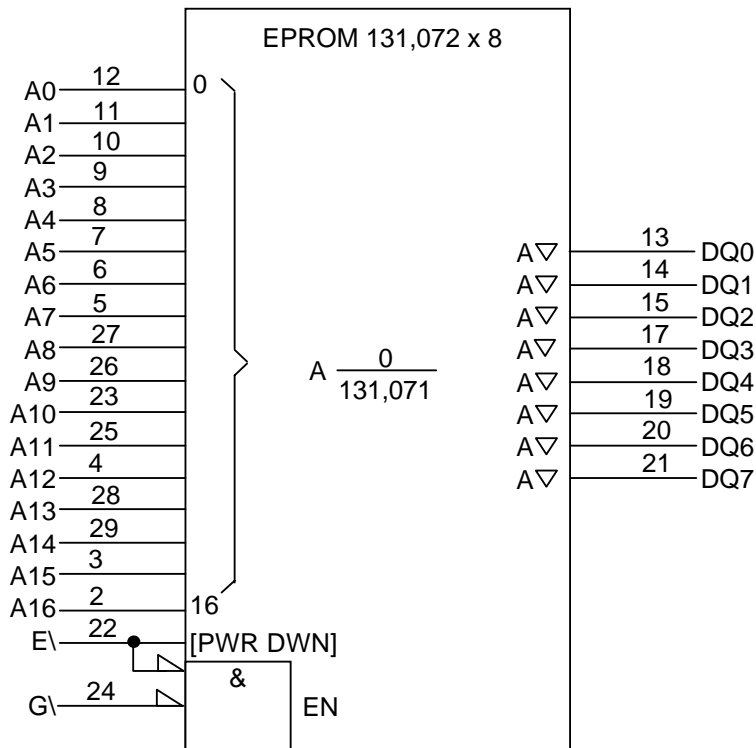 EPROM 131,072 x 8
A0 12 0
A1 11
A2 10
A3 9
A4 8
A5 7 A 13 DQ0
A6 6 A 14 DQ1
A7 5 A 15 DQ2
A8 27 A 17 DQ3
A9 26 A 0 A 18 DQ4
131,071
A10 23 A 19 DQ5
A11 25 A 20 DQ6
A12 4 A 21 DQ7
A13 28
A14 29
A15 3
A16 2 16
E\ 22 [PWR DWN]
&
G\ 24 EN